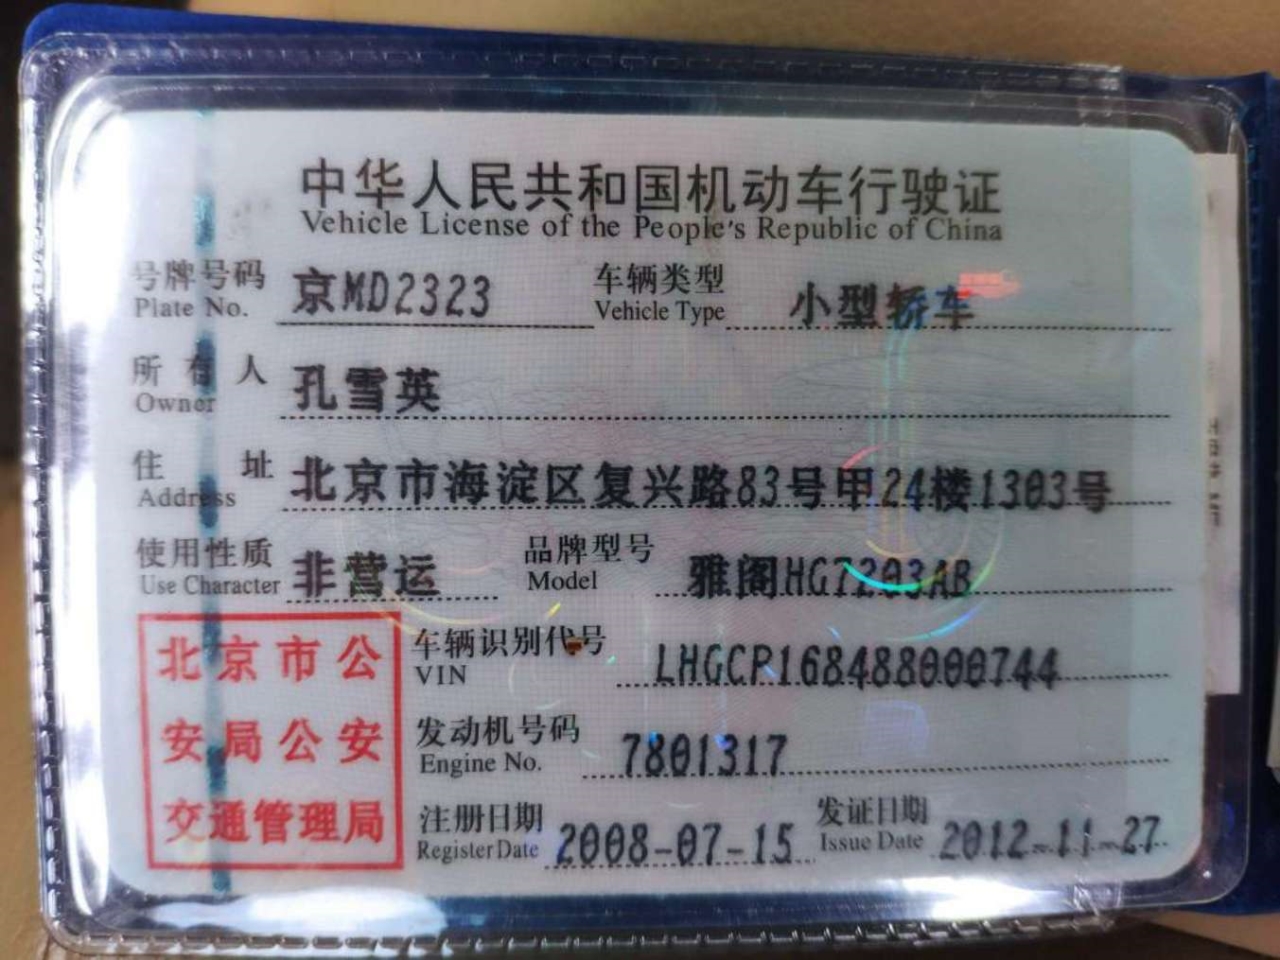 中华人民共和国机动车行驶证
Vehicle License of the People's Republic of China
号牌号码 京MD2323 车辆类型 小型轿车
Plate No. Vehicle Type
所有人 孔雪英
Owner
住址 北京市海淀区复兴路83号甲24楼1303号
Address
使用性质 非营运 品牌型号 雅阁HG7203AB
Use Character Model
北京市公
安局公安
交通管理局
车辆识别代号 LHGCP168488000744
VIN
发动机号码 7801317
Engine No.
注册日期 2008-07-15 发证日期 2012-11-27
Register Date Issue Date